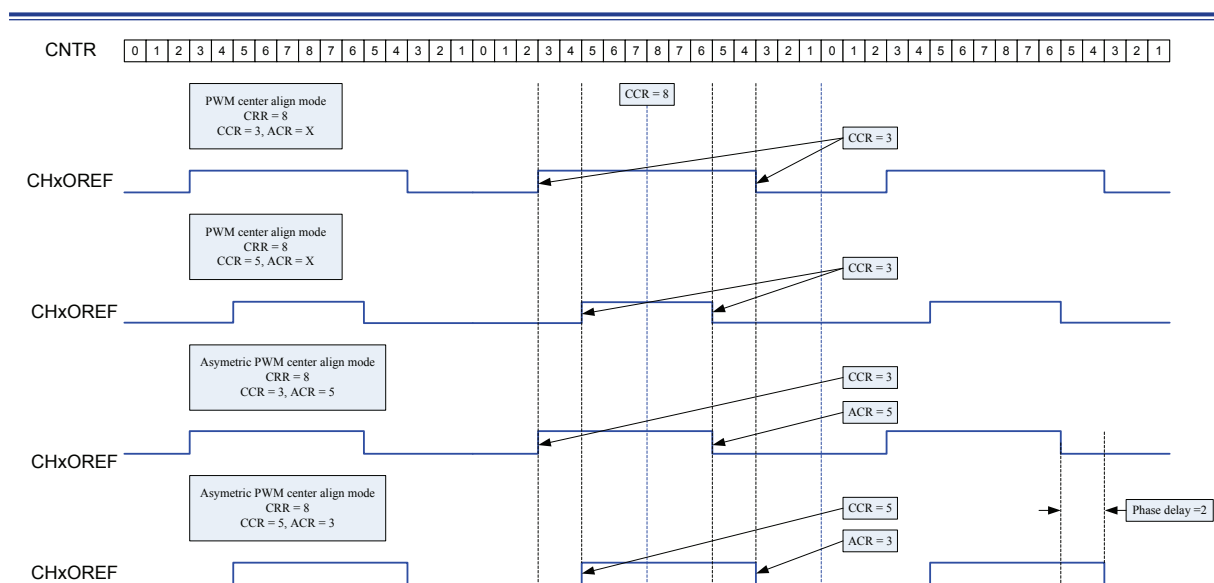 CNTR 0 1 2 3 4 5 6 7 8 7 6 5 4 3 2 1 0 1 2 3 4 5 6 7 8 7 6 5 4 3 2 1 0 1 2 3 4 5 6 7 8 7 6 5 4 3 2 1
PWM center align mode
CRR = 8
CCR = 3, ACR = X
CCR = 8
CCR = 3
CHxOREF
PWM center align mode
CRR = 8
CCR = 5, ACR = X
CCR = 3
CHxOREF
Asymetric PWM center align mode
CRR = 8
CCR = 3, ACR = 5
CCR = 3
ACR = 5
CHxOREF
Asymetric PWM center align mode
CRR = 8
CCR = 5, ACR = 3
CCR = 5
ACR = 3
Phase delay =2
CHxOREF